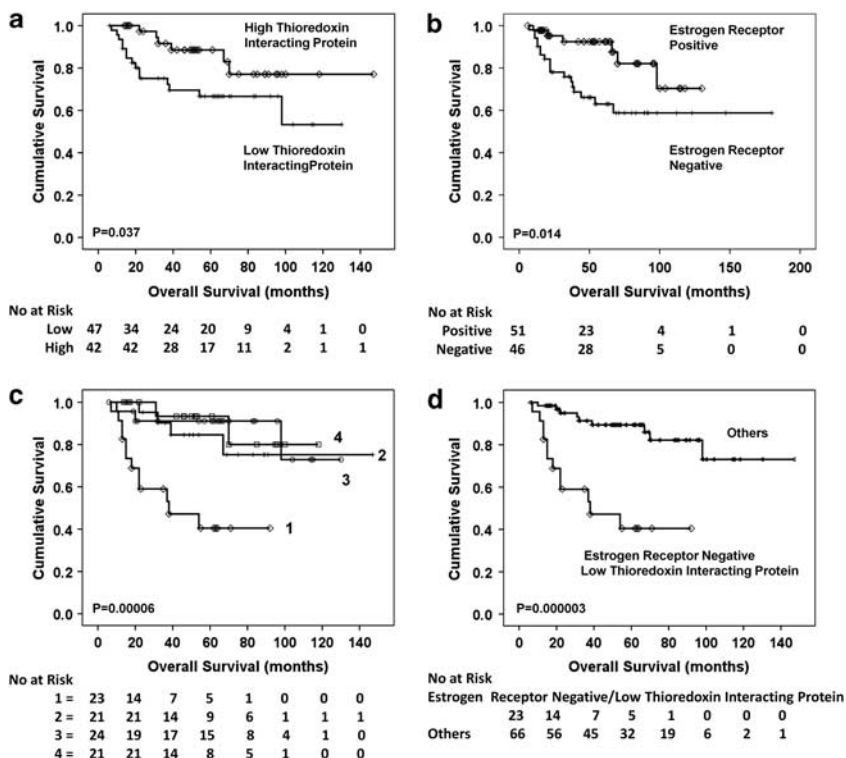 a
High Thioredoxin
Interacting Protein
Low Thioredoxin
InteractingProtein
Cumulative Survival
1.0
0.8
0.6
0.4
0.2
0.0
P=0.037
0 20 40 60 80 100 120 140
Overall Survival (months)
No at Risk
Low 47 34 24 20 9 4 1 0
High 42 42 28 17 11 2 1 1
b
Estrogen Receptor
Positive
Estrogen Receptor
Negative
Cumulative Survival
1.0
0.8
0.6
0.4
0.2
0.0
P=0.014
0 50 100 150 200
Overall Survival (months)
No at Risk
Positive 51 23 4 1 0
Negative 46 28 5 0 0
c
4
2
3
1
Cumulative Survival
1.0
0.8
0.6
0.4
0.2
0.0
P=0.00006
0 20 40 60 80 100 120 140
Overall Survival (months)
No at Risk
1 = 23 14 7 5 1 0 0 0
2 = 21 21 14 9 6 1 1 1
3 = 24 19 17 15 8 4 1 0
4 = 21 21 14 8 5 1 0 0
d
Others
Estrogen Receptor Negative
Low Thioredoxin Interacting Protein
Cumulative Survival
1.0
0.8
0.6
0.4
0.2
0.0
P=0.000003
0 20 40 60 80 100 120 140
Overall Survival (months)
No at Risk
Estrogen Receptor Negative/Low Thioredoxin Interacting Protein
23 14 7 5 1 0 0 0
Others 66 56 45 32 19 6 2 1